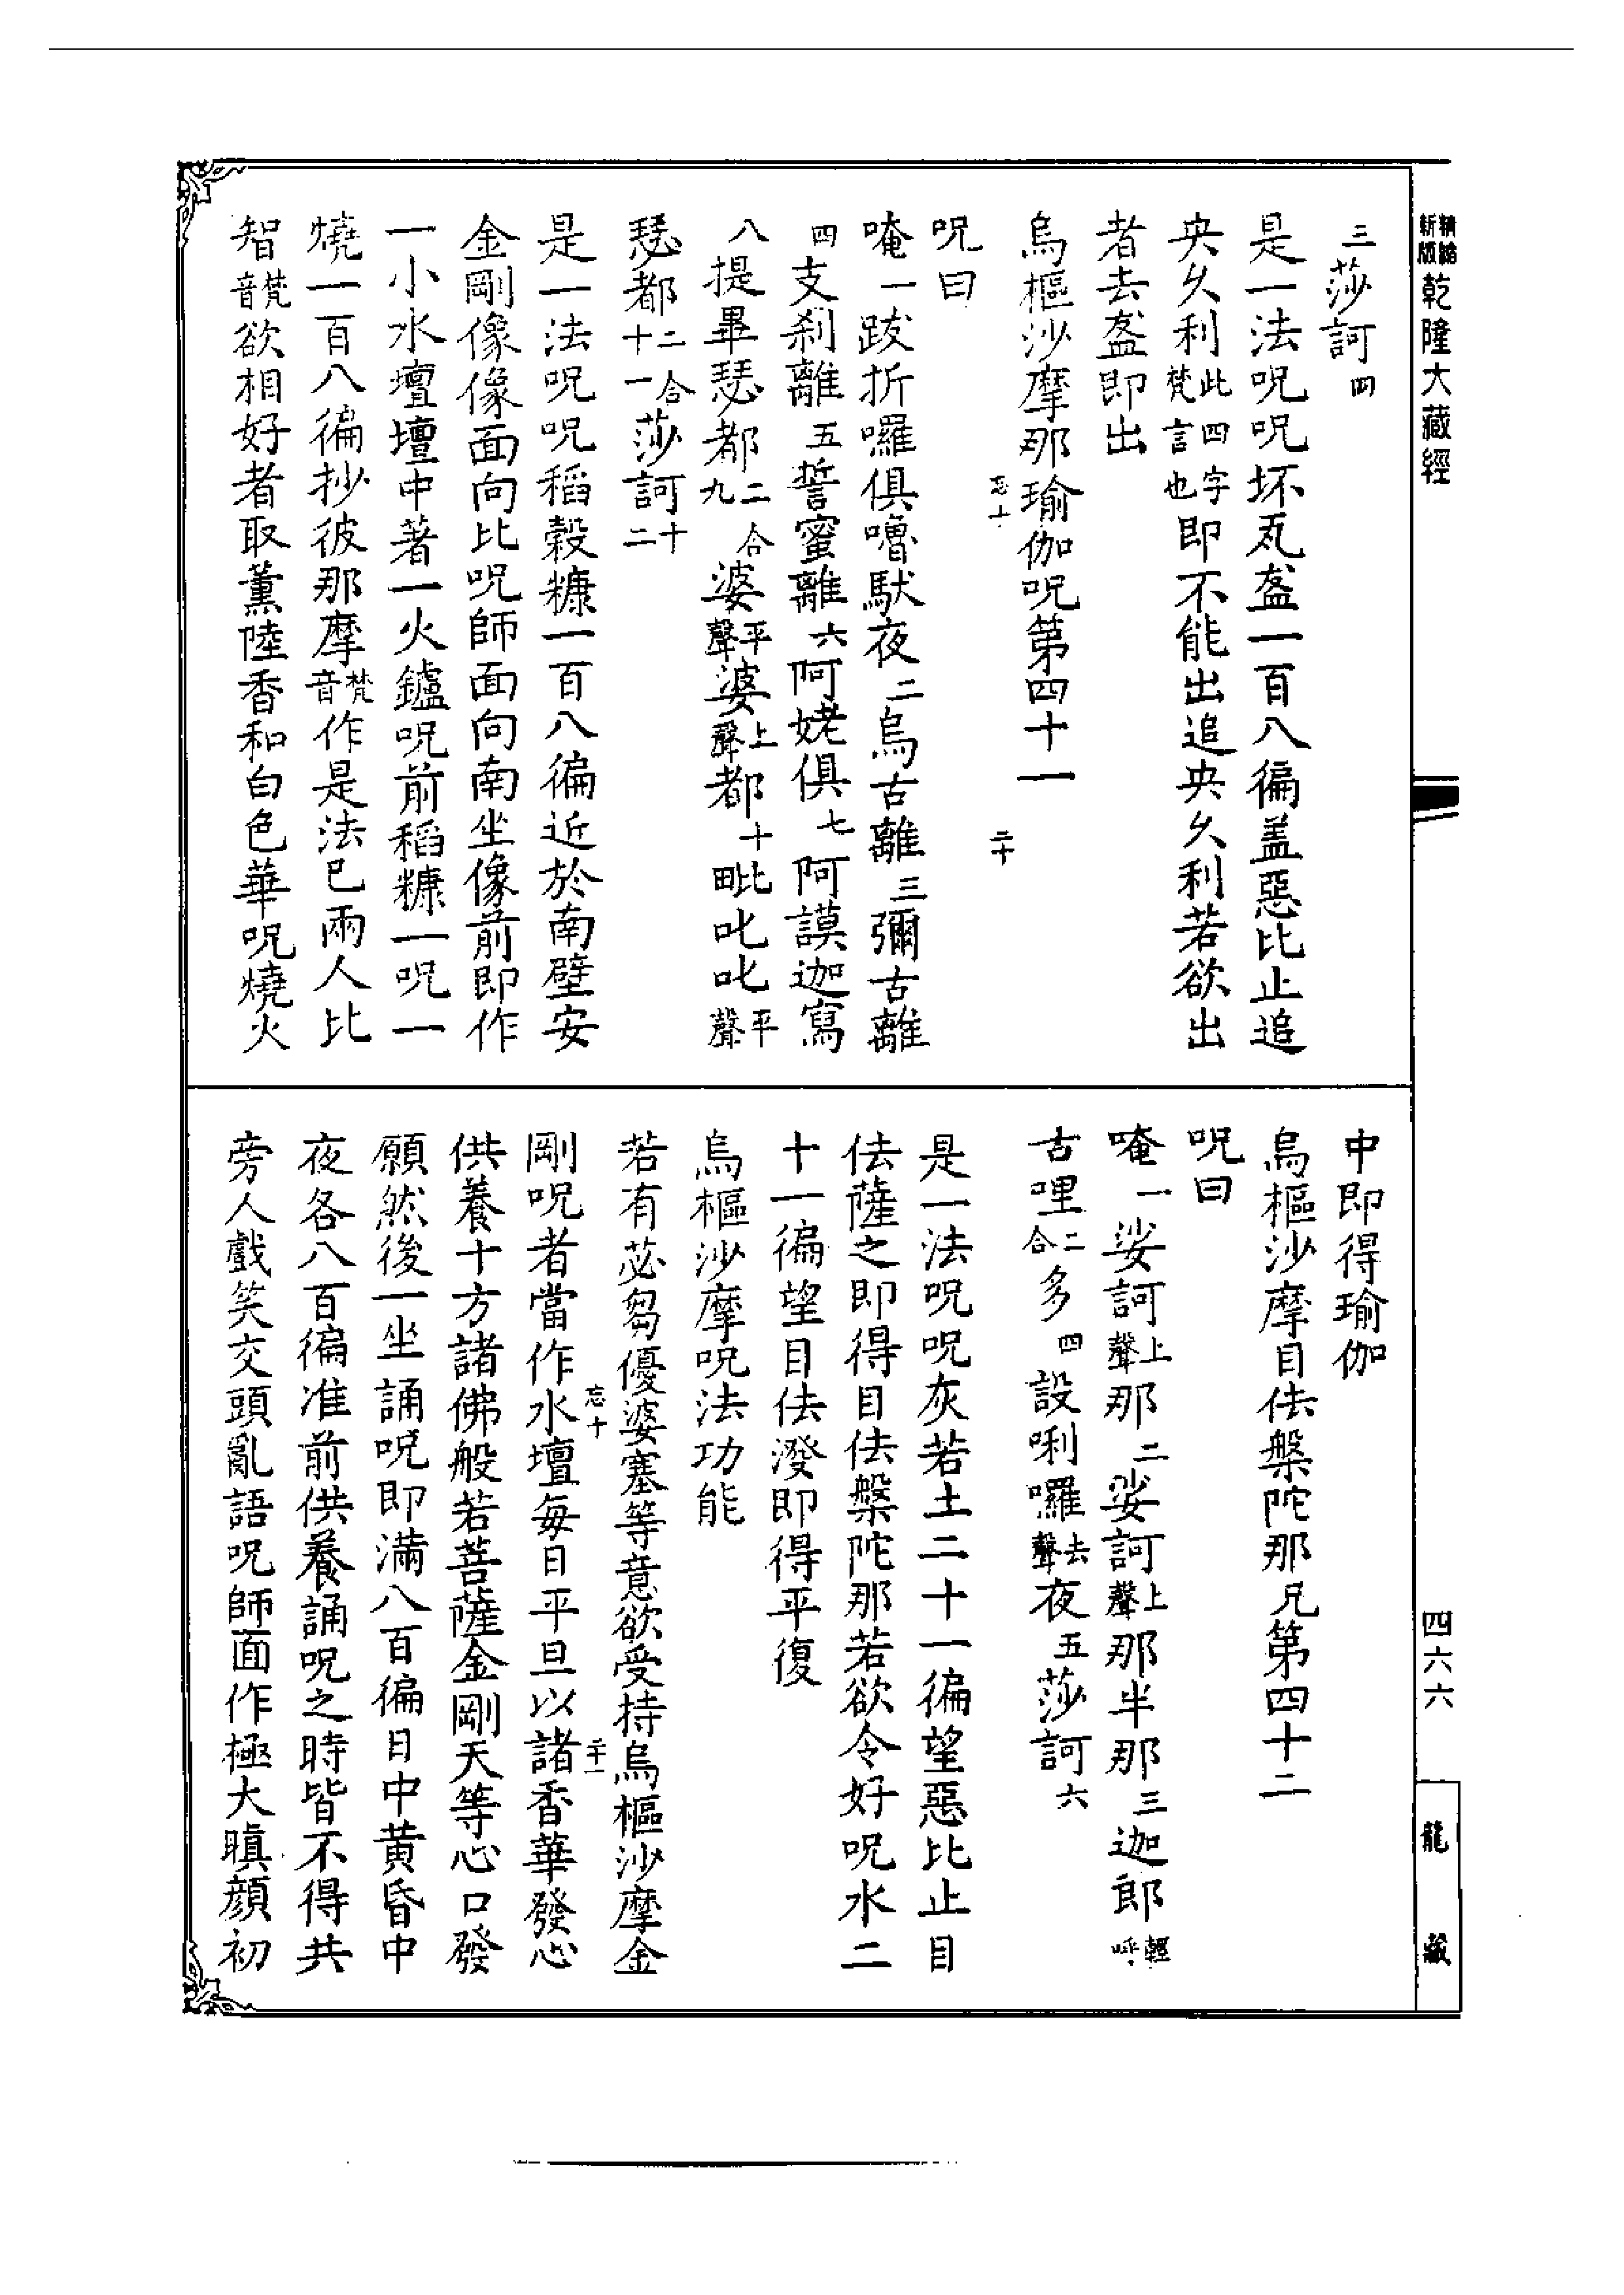 新版精縮乾隆大藏經
三莎訶四
是一法呪呪坏瓦盔一百八徧盖惡比止追
央久利此四字梵言也即不能出追央久利若欲出
者去盔即出
烏樞沙摩那瑜伽呪第四十一
二十
呪曰
唵一跋折囉俱嚕馱夜二烏古離三彌古離
四支刹離五誓蜜離六阿姥俱七阿謨迦寫
八提畢瑟都二合九婆平聲婆上聲都十毗叱叱平聲
瑟都二合十一莎訶十二
是一法呪呪稻穀糠一百八徧近於南壁安
金剛像像面向比呪師面向南坐像前即作
一小水壇壇中著一火鑪呪前稻糠一呪一
燒一百八徧抄彼那摩梵音作是法已兩人比
智梵音欲相好者取薰陸香和白色華呪燒火
中即得瑜伽
烏樞沙摩目佉槃陀那兄第四十二
呪曰
唵一娑訶上聲那二娑訶上聲那半那三迦郎輕呼
古哩二合多四設唎囉去聲夜五莎訶六
是一法呪呪灰若土二十一徧望惡比止目
佉薩之即得目佉槃陀那若欲令好呪水二
十一徧望目佉潑即得平復
烏樞沙摩呪法功能
若有苾芻優婆塞等意欲受持烏樞沙摩金
二十一
剛呪者當作水壇每日平旦以諸香華發心
供養十方諸佛般若菩薩金剛天等心口發
願然後一坐誦呪即滿八百徧日中黄昏中
夜各八百徧准前供養誦呪之時皆不得共
旁人戲笑交頭亂語呪師面作極大瞋顔初
四六六
龍藏